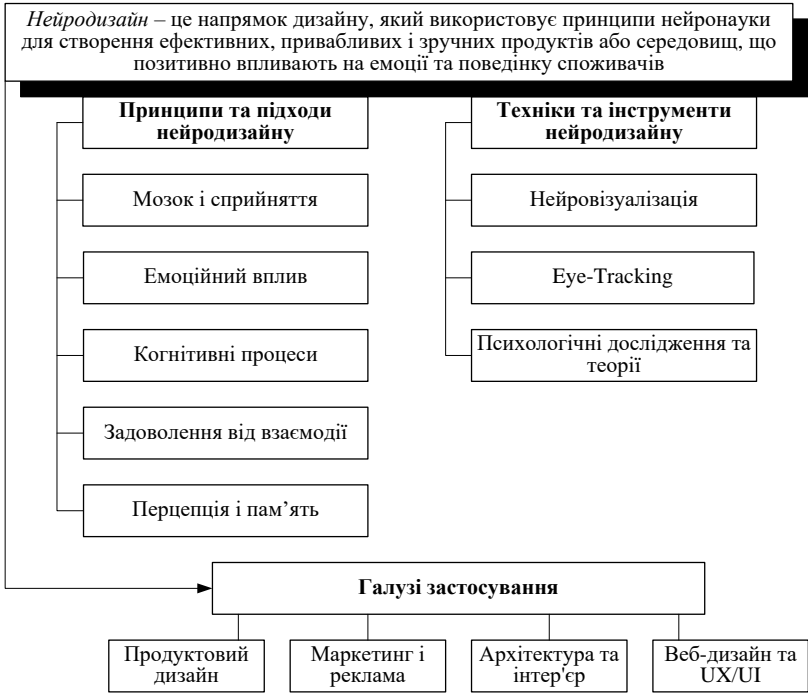 Нейродизайн – це напрямок дизайну, який використовує принципи нейронауки
для створення ефективних, привабливих і зручних продуктів або середовищ, що
позитивно впливають на емоції та поведінку споживачів
Принципи та підходи
нейродизайну
Мозок і сприйняття
Емоційний вплив
Когнітивні процеси
Задоволення від взаємодії
Перцепція і пам’ять
Техніки та інструменти
нейродизайну
Нейровізуалізація
Eye-Tracking
Психологічні дослідження та
теорії
Галузі застосування
Продуктовий
дизайн
Маркетинг і
реклама
Архітектура та
інтер'єр
Веб-дизайн та
UX/UI